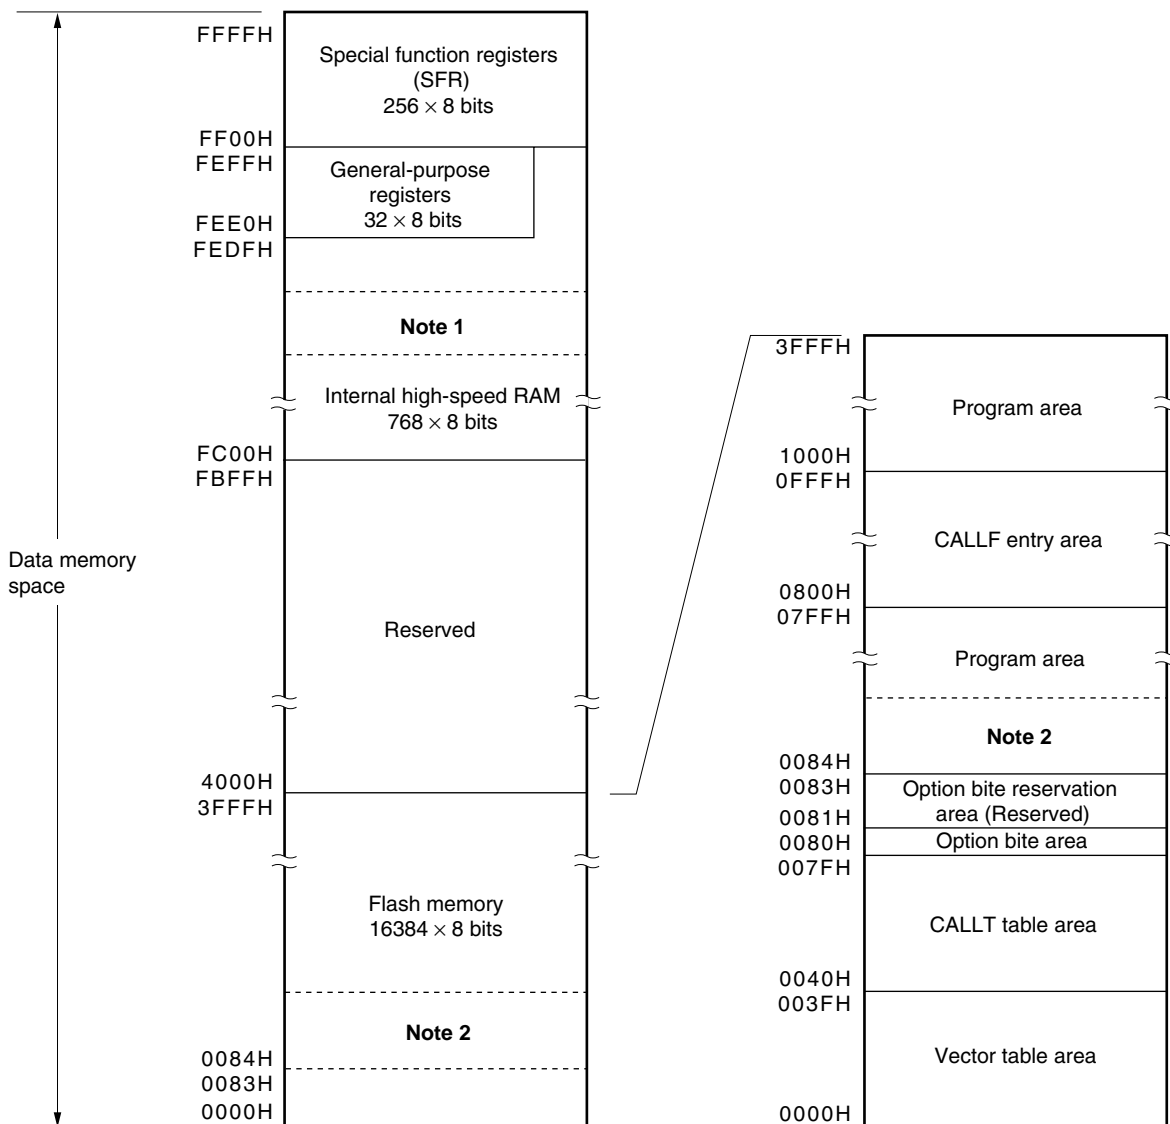 FFFFH
Special function registers
(SFR)
256 × 8 bits
FF00H
FEFFH
General-purpose
registers
32 × 8 bits
FEE0H
FEDFH
Note 1
Internal high-speed RAM
768 × 8 bits
FC00H
FBFFH
Data memory
space
Reserved
4000H
3FFFH
Flash memory
16384 × 8 bits
Note 2
0084H
0083H
0000H
3FFFH
Program area
1000H
0FFFH
CALLF entry area
0800H
07FFH
Program area
Note 2
0084H
0083H
Option bite reservation
area (Reserved)
0081H
0080H
Option bite area
007FH
CALLT table area
0040H
003FH
Vector table area
0000H